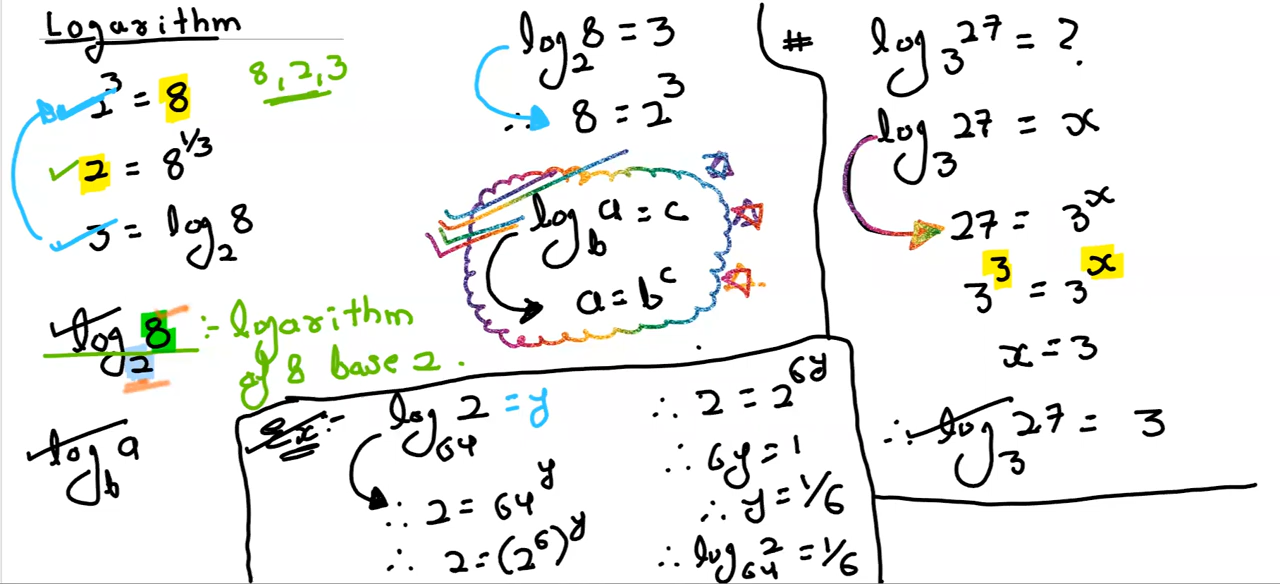 Logarithm
2³ = 8
8, 2, 3
2 = 8^1/3
3 = log₂ 8
log₂ 8 :- logarithm
of 8 base 2.
log_b a
log₂ 8 = 3
∴ 8 = 2³
log_b a = c
a = b^c
# log₃ 27 = ?
log₃ 27 = x
27 = 3^x
3³ = 3^x
x = 3
∴ log₃ 27 = 3
Ex:- log₆₄ 2 = y
∴ 2 = 64^y
∴ 2 = (2⁶)^y
∴ 2 = 2^6y
∴ 6y = 1
∴ y = 1/6
∴ log₆₄ 2 = 1/6